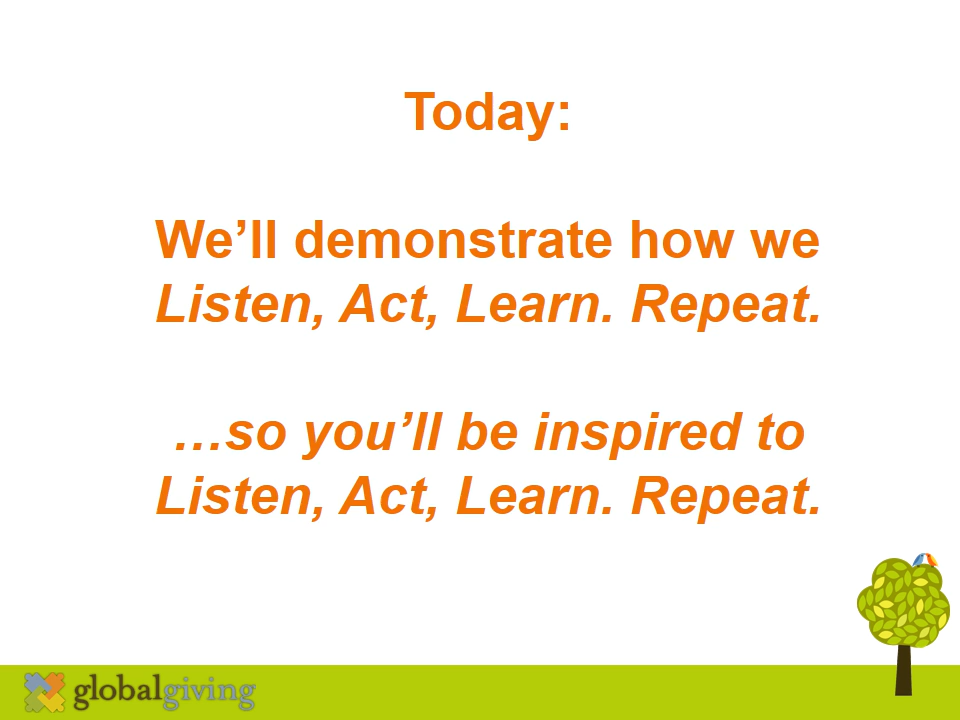 Today:
We’ll demonstrate how we
Listen, Act, Learn. Repeat.
…so you’ll be inspired to
Listen, Act, Learn. Repeat.
globalgiving